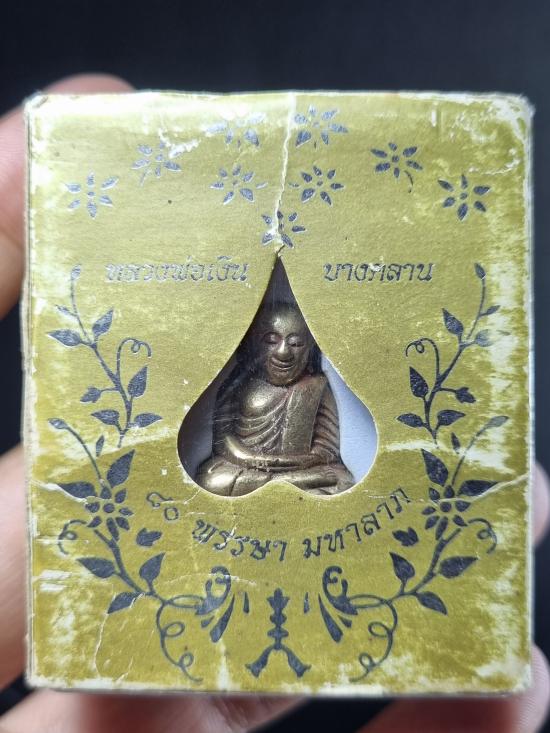 หลวงพ่อเงิน บางคลาน
๘๐ พรรษา มหาลาภ